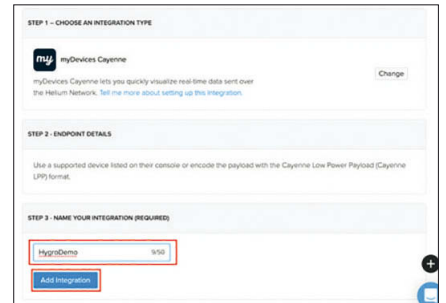 STEP 1 – CHOOSE AN INTEGRATION TYPE
my
myDevices Cayenne
myDevices Cayenne lets you quickly visualize real-time data sent over
the Helium Network. Tell me more about setting up this Integration.
Change
STEP 2 - ENDPOINT DETAILS
Use a supported device listed on their console or encode the payload with the Cayenne Low Power Payload (Cayenne
LPP) format.
STEP 3 - NAME YOUR INTEGRATION (REQUIRED)
HygroDemo 9/50
Add Integration